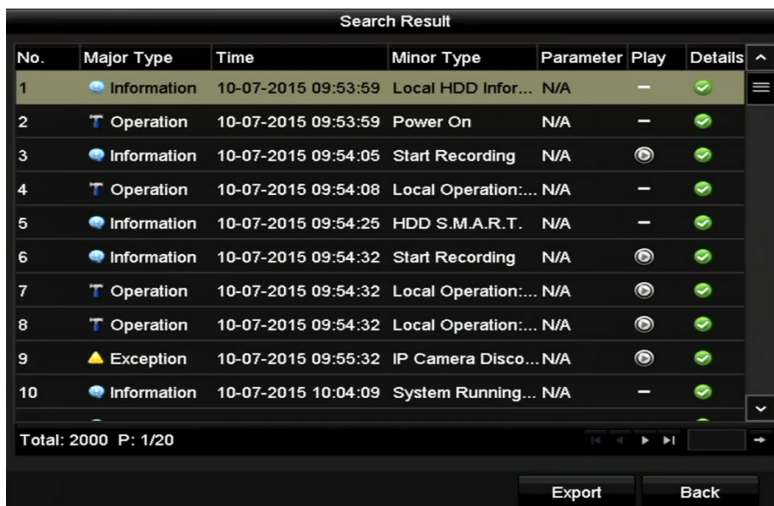 Search Result
No. Major Type Time Minor Type Parameter Play Details
1 Information 10-07-2015 09:53:59 Local HDD Infor... N/A –
2 Operation 10-07-2015 09:53:59 Power On N/A –
3 Information 10-07-2015 09:54:05 Start Recording N/A
4 Operation 10-07-2015 09:54:08 Local Operation:... N/A –
5 Information 10-07-2015 09:54:25 HDD S.M.A.R.T. N/A –
6 Information 10-07-2015 09:54:32 Start Recording N/A
7 Operation 10-07-2015 09:54:32 Local Operation:... N/A
8 Operation 10-07-2015 09:54:32 Local Operation:... N/A
9 Exception 10-07-2015 09:55:32 IP Camera Disco... N/A
10 Information 10-07-2015 10:04:09 System Running... N/A –
Total: 2000 P: 1/20
Export Back